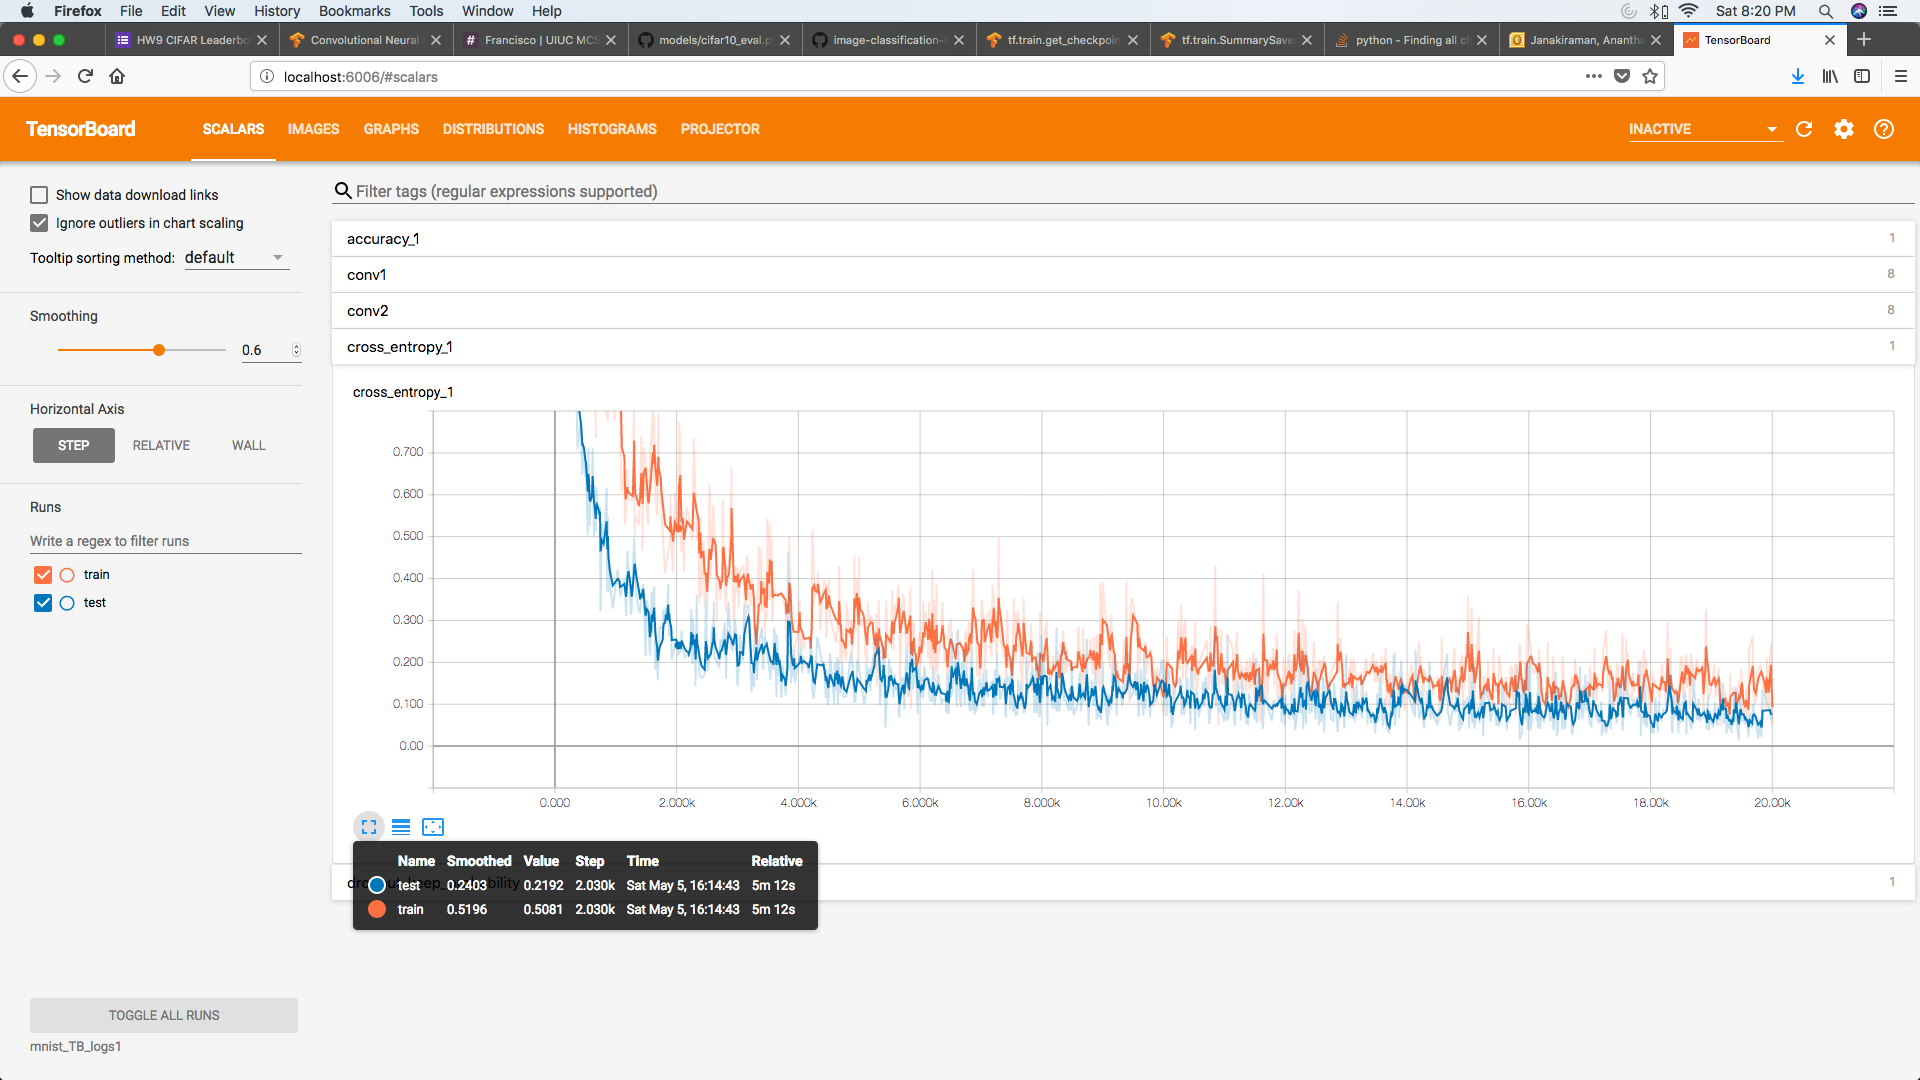 Firefox File Edit View History Bookmarks Tools Window Help Sat 8:20 PM
HW9 CIFAR Leaderbo Convolutional Neural Francisco | UIUC MCS models/cifar10_eval.p image-classification- tf.train.get_checkpoin tf.train.SummarySave python - Finding all c Janakiraman, Anantha TensorBoard
localhost:6006/#scalars
TensorBoard SCALARS IMAGES GRAPHS DISTRIBUTIONS HISTOGRAMS PROJECTOR INACTIVE
Show data download links
Ignore outliers in chart scaling
Tooltip sorting method: default
Smoothing
0.6
Horizontal Axis
STEP RELATIVE WALL
Runs
Write a regex to filter runs
train
test
TOGGLE ALL RUNS
mnist_TB_logs1
Filter tags (regular expressions supported)
accuracy_1 1
conv1 8
conv2 8
cross_entropy_1 1
cross_entropy_1
0.700
0.600
0.500
0.400
0.300
0.200
0.100
0.00
0.000 2.000k 4.000k 6.000k 8.000k 10.00k 12.00k 14.00k 16.00k 18.00k 20.00k
Name Smoothed Value Step Time Relative
test 0.2403 0.2192 2.030k Sat May 5, 16:14:43 5m 12s
train 0.5196 0.5081 2.030k Sat May 5, 16:14:43 5m 12s
1